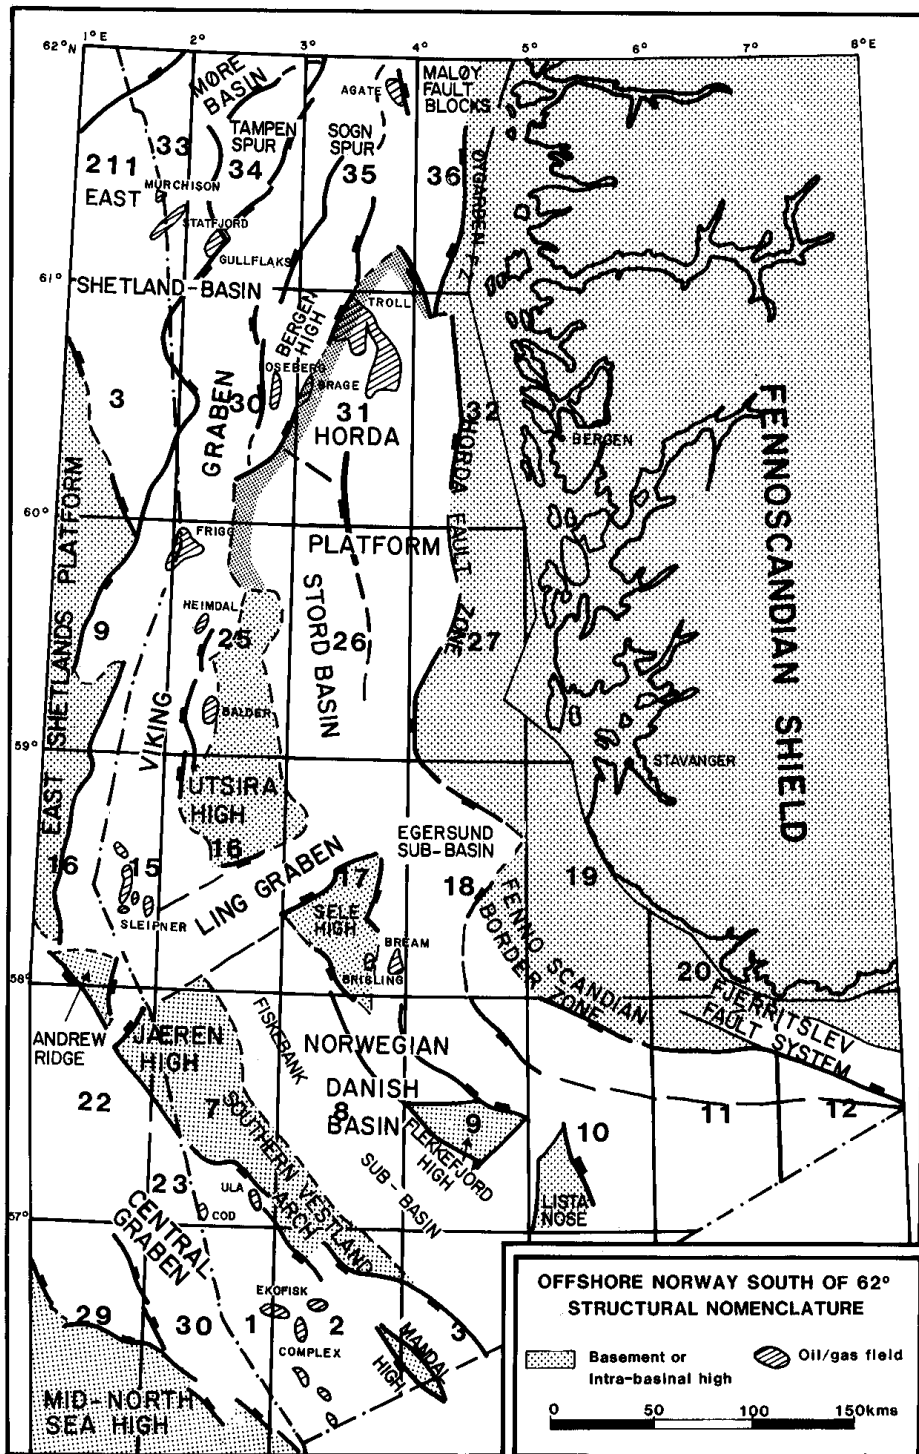 1°E
2°
3°
4°
5°
6°
7°
8°E
62°N
MØRE
BASIN
AGATE
MALØY
FAULT
BLOCKS
33
TAMPEN
SPUR
34
SOGN
SPUR
35
36
ØYGARDEN FZ
211
EAST
MURCHISON
STATFJORD
GULLFLAKS
61°
SHETLAND-BASIN
BERGEN
HIGH
TROLL
OSEBERG
BRAGE
3
GRABEN
30
31
HORDA
32
HORDA FAULT ZONE
BERGEN
FENNOSCANDIAN SHIELD
60°
FRIGG
PLATFORM
EAST SHETLANDS PLATFORM
9
HEIMDAL
25
STORD BASIN
26
27
VIKING
BALDER
59°
UTSIRA
HIGH
STAVANGER
16
15
16
EGERSUND
SUB-BASIN
LING GRABEN
17
18
19
SELE
HIGH
SLEIPNER
BREAM
BRISLING
FENNO SCANDIAN
BORDER ZONE
20
FJERRITSLEV
FAULT SYSTEM
58°
ANDREW
RIDGE
JÆREN
HIGH
FISKEBANK
NORWEGIAN
DANISH
BASIN
22
7
8
9
10
11
12
SOUTHERN VESTLAND
ARCH
FLEKKEFJORD
HIGH
SUB-BASIN
LISTA
NOSE
23
ULA
COD
57°
CENTRAL
GRABEN
EKOFISK
29
30
1
2
3
COMPLEX
MANDAL
HIGH
MID-NORTH
SEA HIGH
OFFSHORE NORWAY SOUTH OF 62°
STRUCTURAL NOMENCLATURE
Basement or
Intra-basinal high
Oil/gas field
0 50 100 150kms